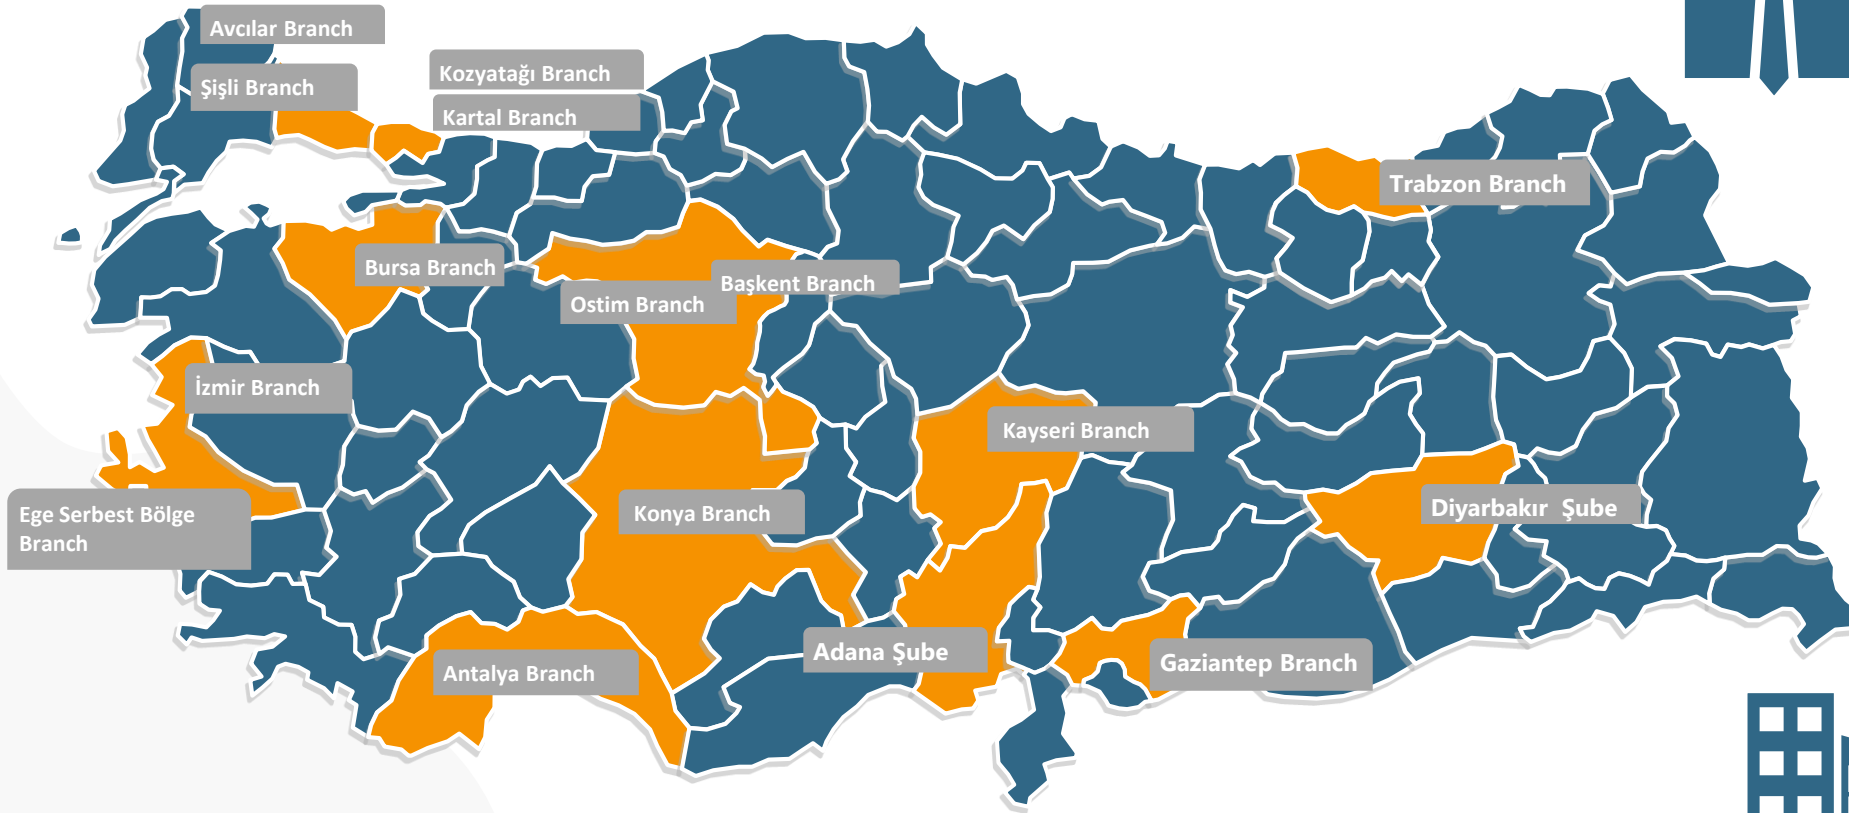 Avcılar Branch
Şişli Branch
Kozyatağı Branch
Kartal Branch
Trabzon Branch
Bursa Branch
Başkent Branch
Ostim Branch
İzmir Branch
Kayseri Branch
Ege Serbest Bölge
Branch
Konya Branch
Diyarbakır  Şube
Adana Şube
Antalya Branch
Gaziantep Branch